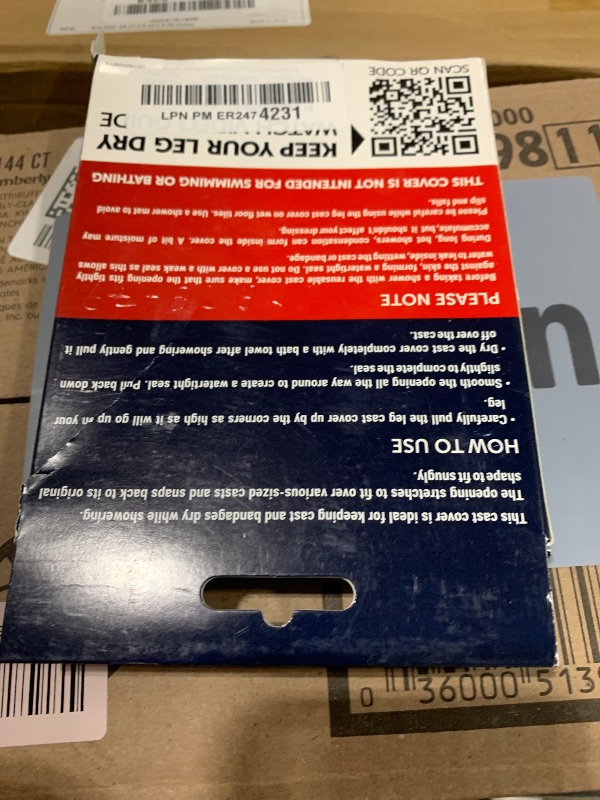 This cast cover is ideal for keeping cast and bandages dry while showering.
The opening stretches to fit over various-sized casts and snaps back to its original
shape to fit snugly.
HOW TO USE
• Carefully pull the leg cast cover up by the corners as high as it will go up on your
leg.
• Smooth the opening all the way around to create a watertight seal. Pull back down
slightly to complete the seal.
• Dry the cast cover completely with a bath towel after showering and gently pull it
off over the cast.
PLEASE NOTE
Before taking a shower with the reusable cast cover, make sure that the opening fits tightly
against the skin, forming a watertight seal. Do not use a cover with a weak seal as this allows
water to leak inside, wetting the cast or bandage.
During long, hot showers, condensation can form inside the cover. A bit of moisture may
accumulate, but it shouldn't affect your dressing.
Please be careful while using the leg cast cover on wet floor tiles. Use a shower mat to avoid
slip and falls.
THIS COVER IS NOT INTENDED FOR SWIMMING OR BATHING
KEEP YOUR LEG DRY
WATCH VIDEO
SCAN QR CODE
LPN PM ER247 4231
44 CT
000
9811
n
0 36000 513